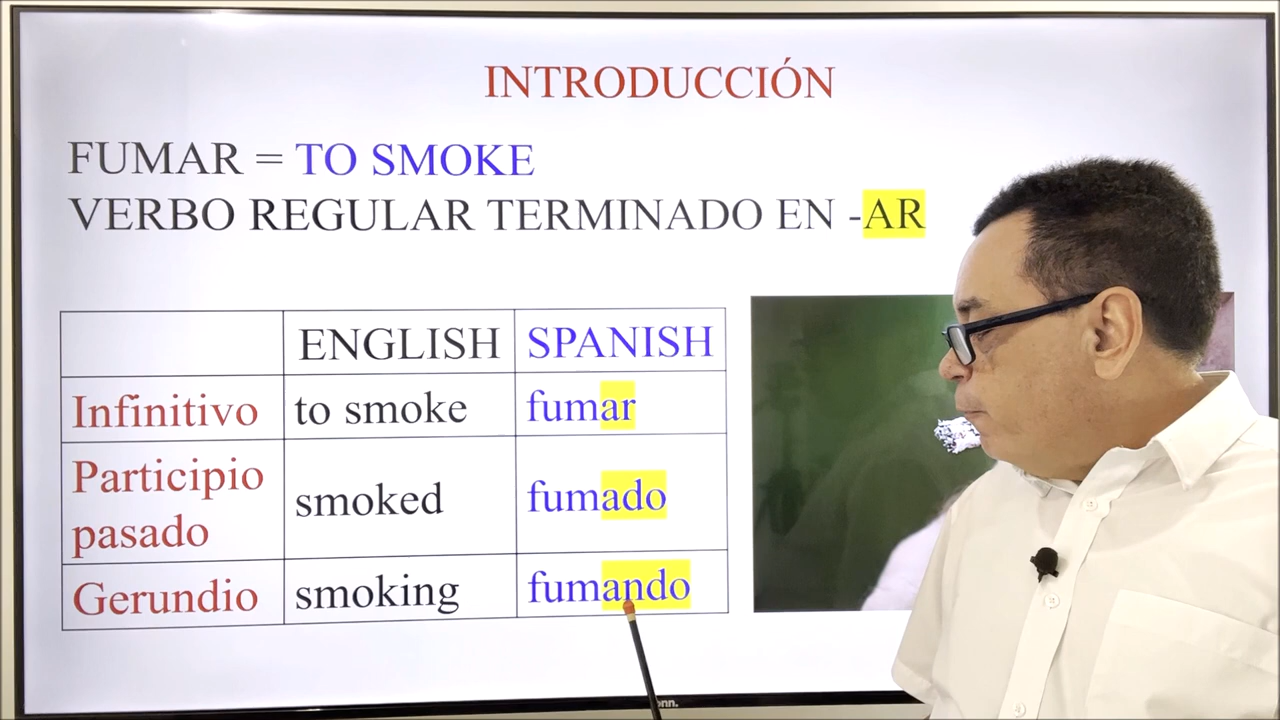 INTRODUCCIÓN
FUMAR = TO SMOKE
VERBO REGULAR TERMINADO EN -AR
ENGLISH SPANISH
Infinitivo to smoke fumar
Participio pasado smoked fumado
Gerundio smoking fumando